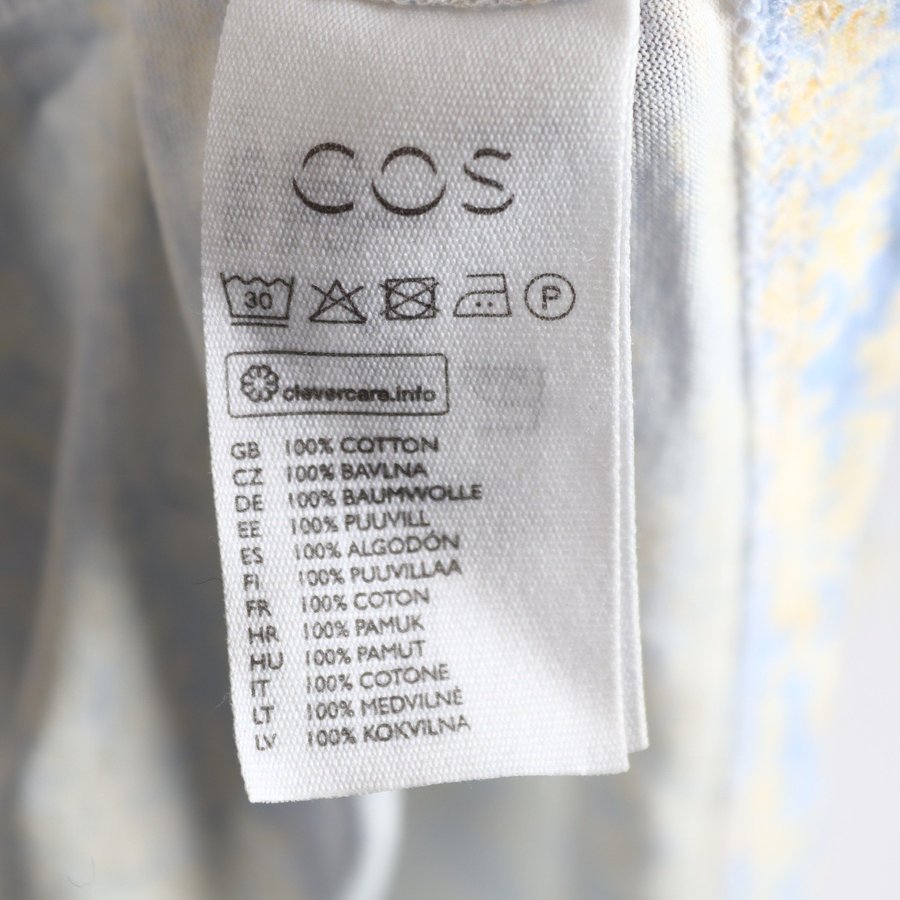 COS
30 P
clevercare.info
GB 100% COTTON
CZ 100% BAVLNA
DE 100% BAUMWOLLE
EE 100% PUUVILL
ES 100% ALGODÓN
FI 100% PUUVILLAA
FR 100% COTON
HR 100% PAMUK
HU 100% PAMUT
IT 100% COTONE
LT 100% MEDVILNĖ
LV 100% KOKVILNA